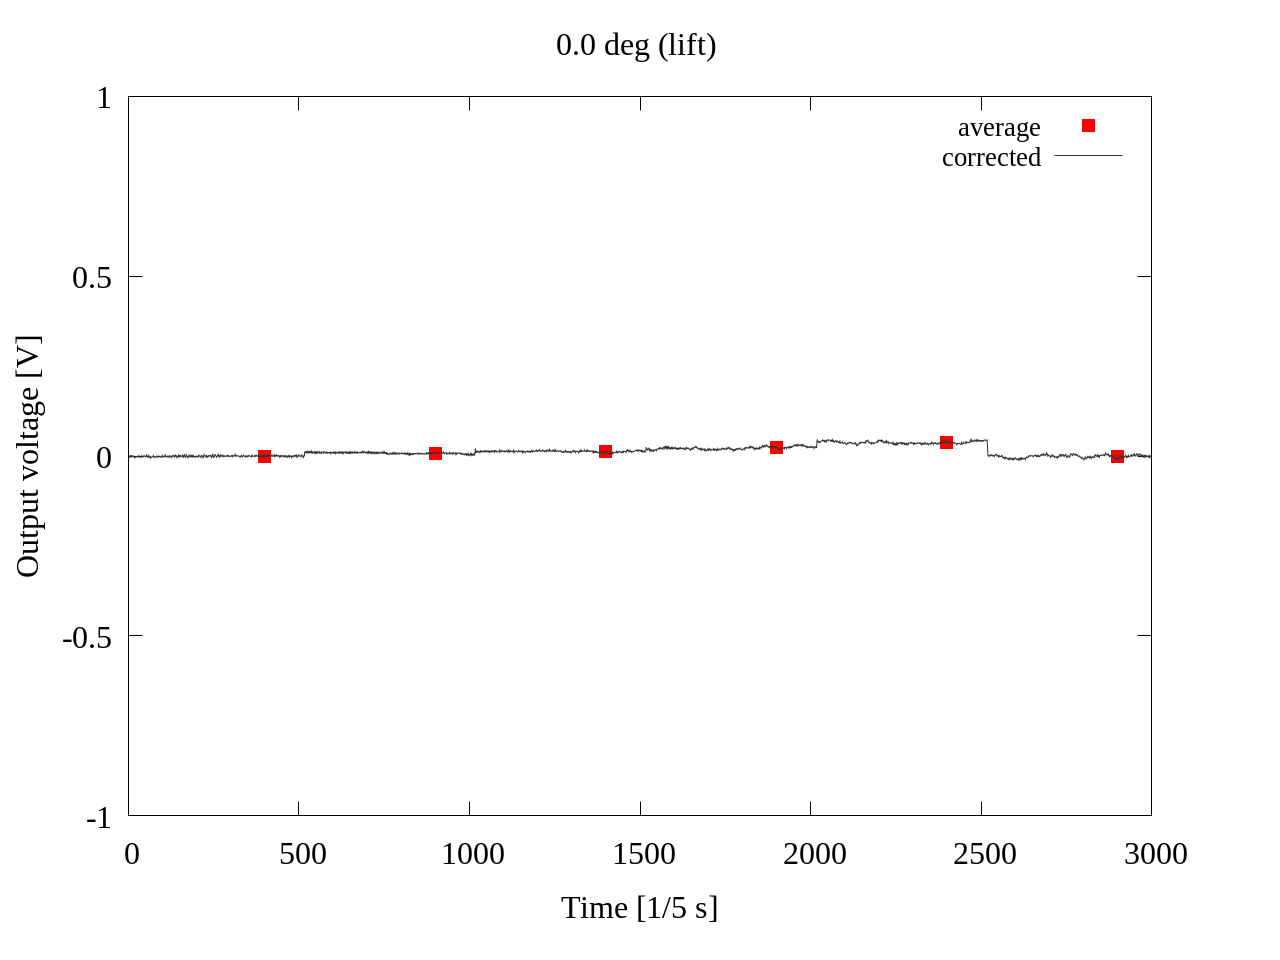 0.0 deg (lift)
average
corrected
1
0.5
0
-0.5
-1
Output voltage [V]
0 500 1000 1500 2000 2500 3000
Time [1/5 s]